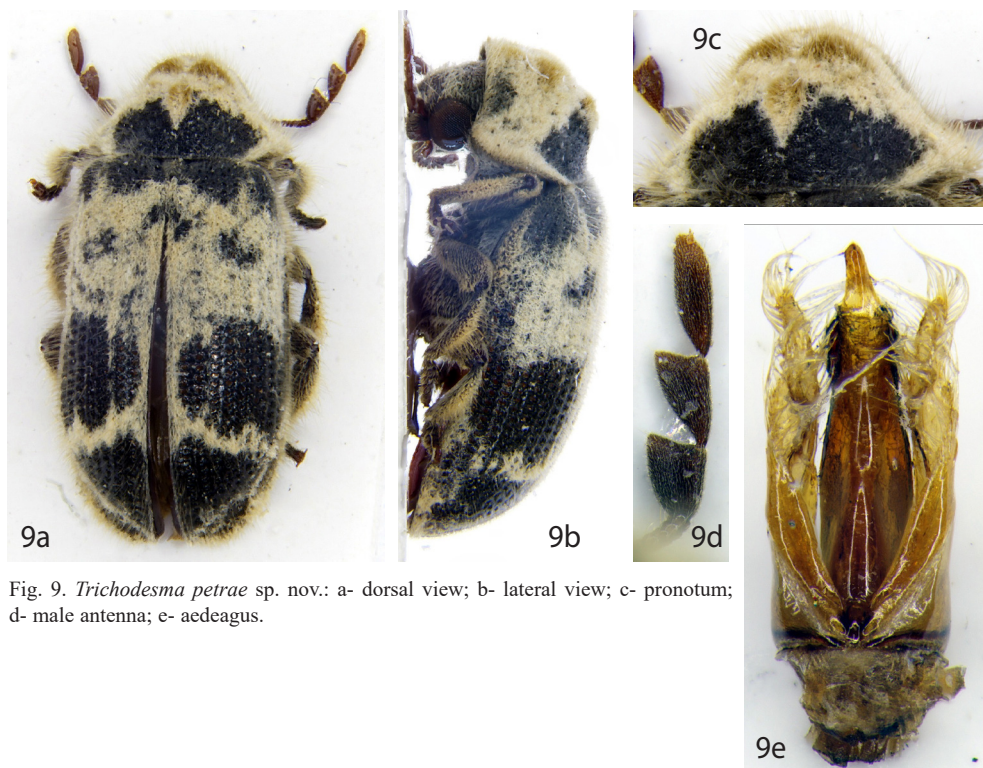 9a
9b
9c
9d
9e
Fig. 9. Trichodesma petrae sp. nov.: a- dorsal view; b- lateral view; c- pronotum;
d- male antenna; e- aedeagus.